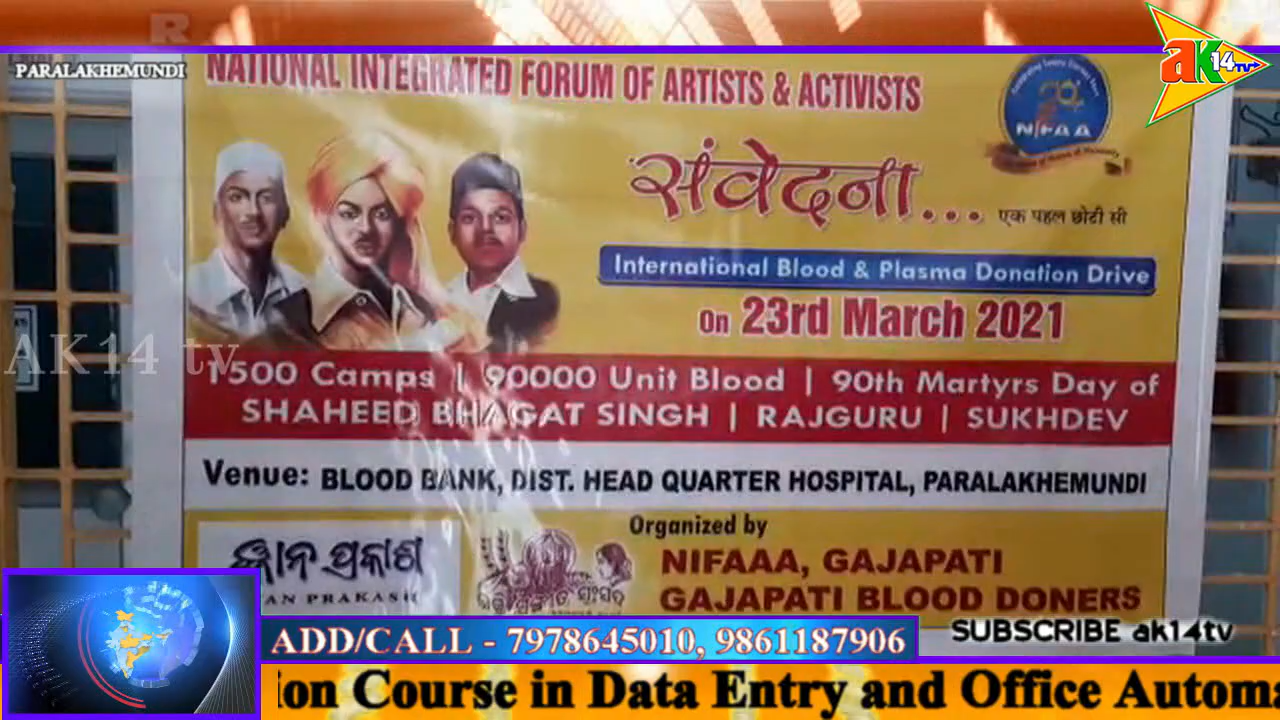 PARALAKHEMUNDI
NATIONAL INTEGRATED FORUM OF ARTISTS & ACTIVISTS
ak14tv
NIFAA
संवेदना...
एक पहल छोटी सी
International Blood & Plasma Donation Drive
on 23rd March 2021
AK14 tv
1500 Camps | 90000 Unit Blood | 90th Martyrs Day of
SHAHEED BHAGAT SINGH | RAJGURU | SUKHDEV
Venue: BLOOD BANK, DIST. HEAD QUARTER HOSPITAL, PARALAKHEMUNDI
Organized by
ଜ୍ଞାନ ପ୍ରକାଶ
AN PRAKASH
NIFAAA, GAJAPATI
GAJAPATI BLOOD DONERS
ADD/CALL - 7978645010, 9861187906
SUBSCRIBE ak14tv
ion Course in Data Entry and Office Automa